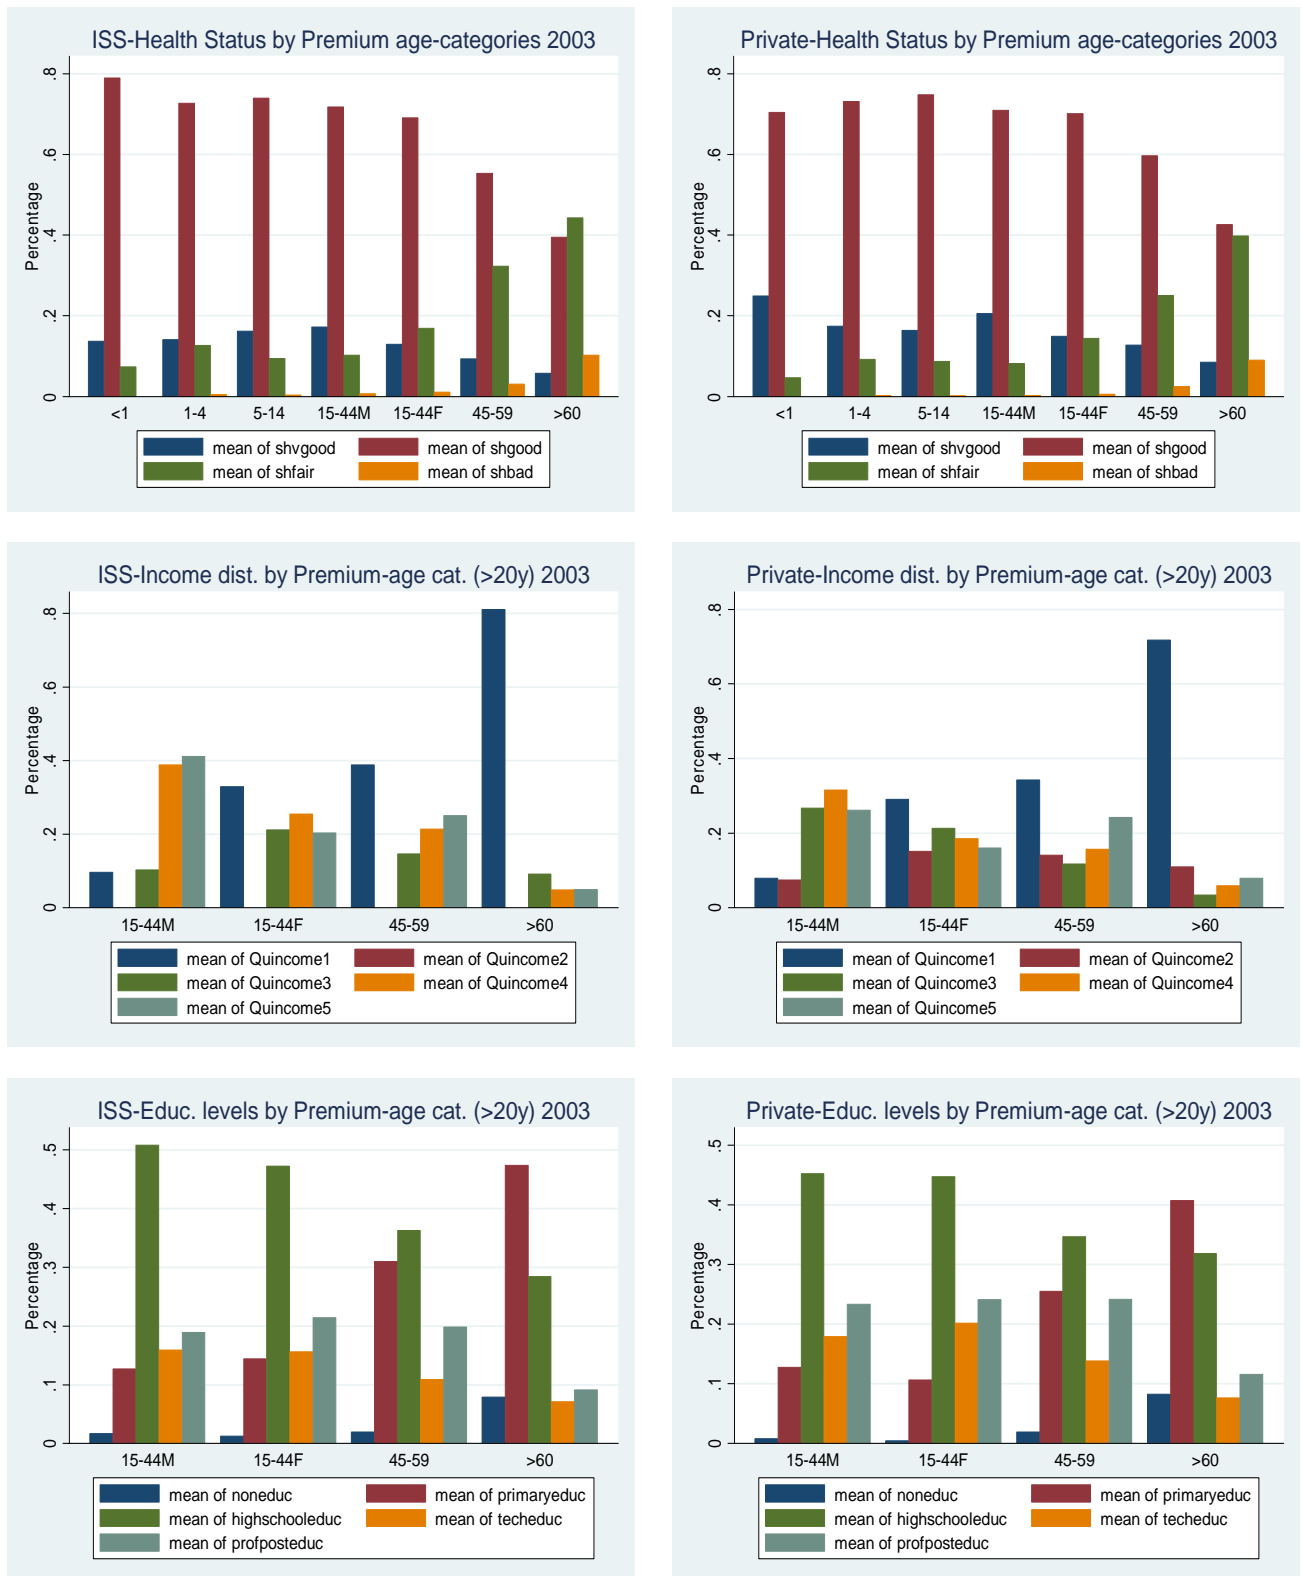 ISS-Health Status by Premium age-categories 2003
Percentage
.8
.6
.4
.2
0
<1 1-4 5-14 15-44M 15-44F 45-59 >60
mean of shvgood mean of shgood
mean of shfair mean of shbad
Private-Health Status by Premium age-categories 2003
Percentage
.8
.6
.4
.2
0
<1 1-4 5-14 15-44M 15-44F 45-59 >60
mean of shvgood mean of shgood
mean of shfair mean of shbad
ISS-Income dist. by Premium-age cat. (>20y) 2003
Percentage
.8
.6
.4
.2
0
15-44M 15-44F 45-59 >60
mean of Quincome1 mean of Quincome2
mean of Quincome3 mean of Quincome4
mean of Quincome5
Private-Income dist. by Premium-age cat. (>20y) 2003
Percentage
.8
.6
.4
.2
0
15-44M 15-44F 45-59 >60
mean of Quincome1 mean of Quincome2
mean of Quincome3 mean of Quincome4
mean of Quincome5
ISS-Educ. levels by Premium-age cat. (>20y) 2003
Percentage
.5
.4
.3
.2
.1
0
15-44M 15-44F 45-59 >60
mean of noneduc mean of primaryeduc
mean of highschooleduc mean of techeduc
mean of profposteduc
Private-Educ. levels by Premium-age cat. (>20y) 2003
Percentage
.5
.4
.3
.2
.1
0
15-44M 15-44F 45-59 >60
mean of noneduc mean of primaryeduc
mean of highschooleduc mean of techeduc
mean of profposteduc